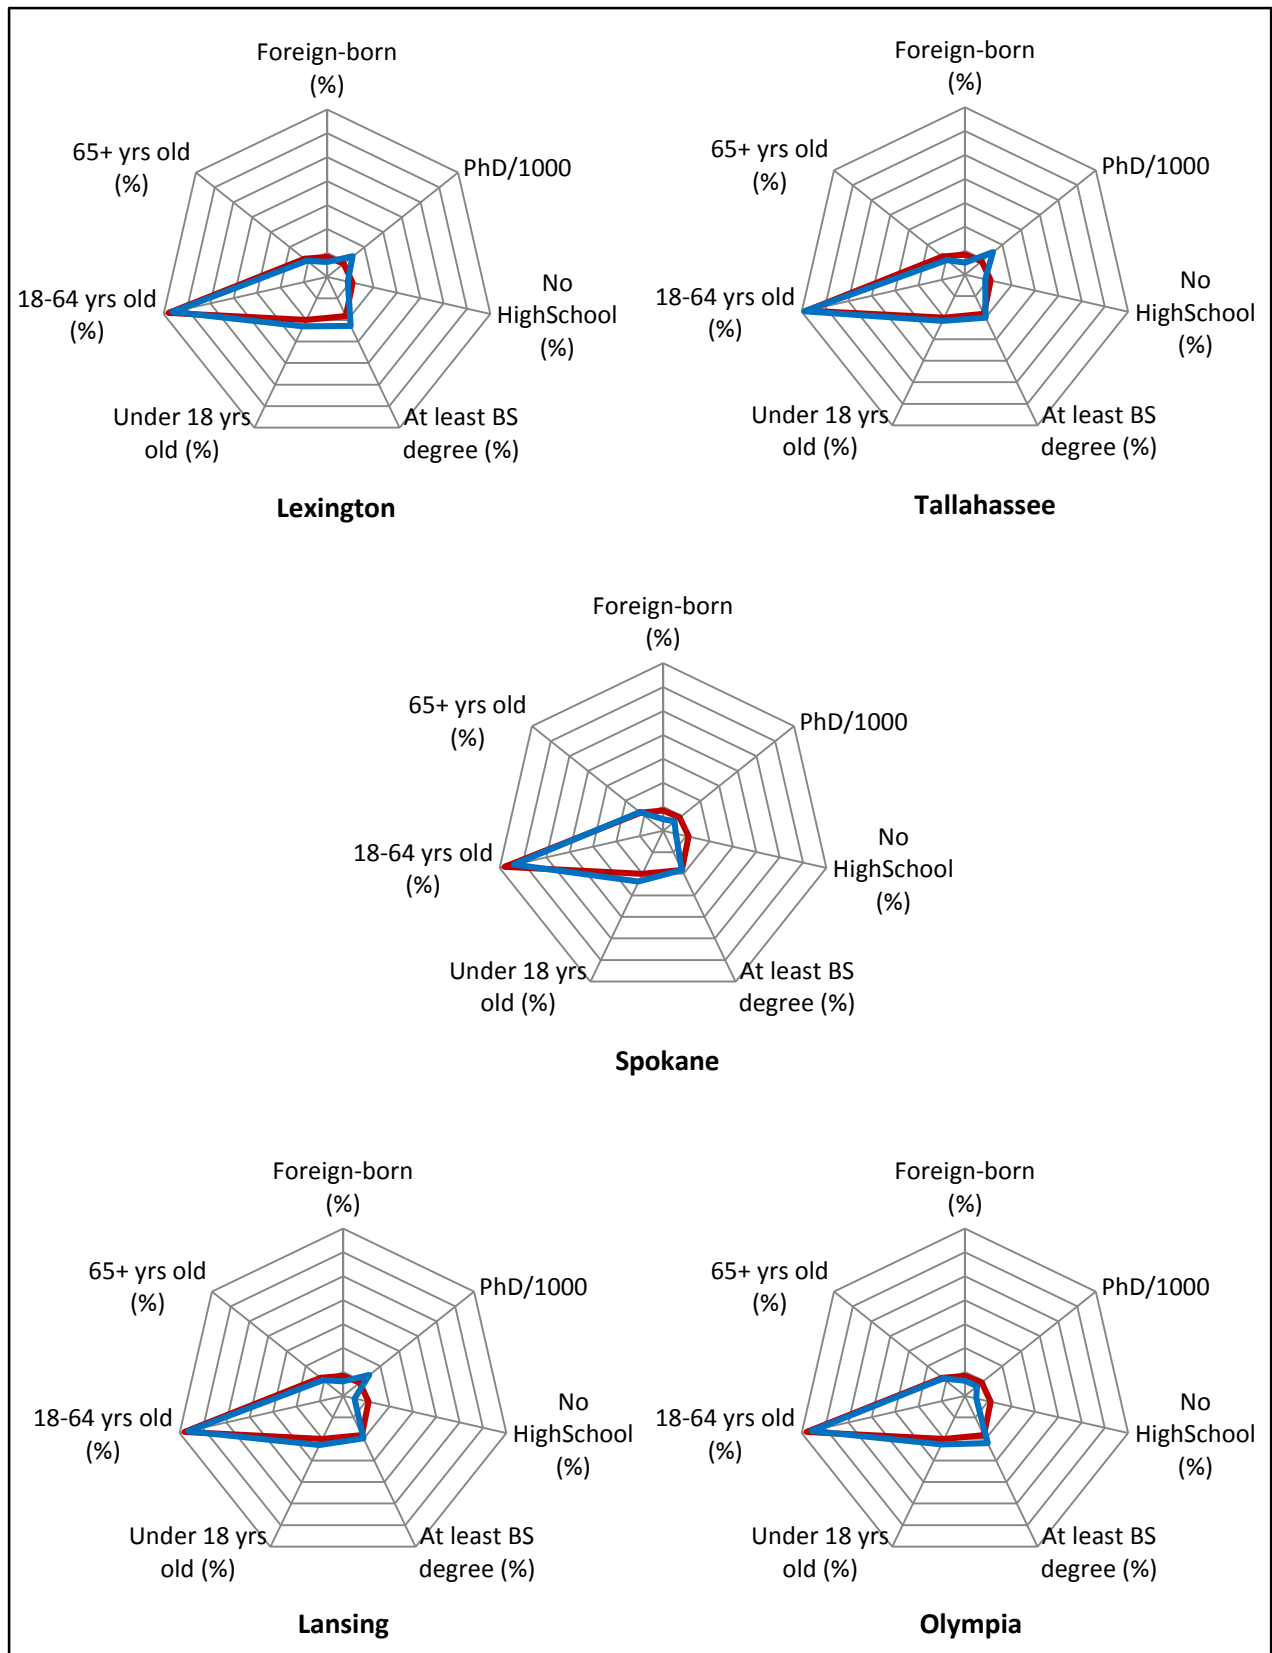 Foreign-born
(%)
PhD/1000
No
HighSchool
(%)
At least BS
degree (%)
Under 18 yrs
old (%)
18-64 yrs old
(%)
65+ yrs old
(%)
Lexington
Foreign-born
(%)
PhD/1000
No
HighSchool
(%)
At least BS
degree (%)
Under 18 yrs
old (%)
18-64 yrs old
(%)
65+ yrs old
(%)
Tallahassee
Foreign-born
(%)
PhD/1000
No
HighSchool
(%)
At least BS
degree (%)
Under 18 yrs
old (%)
18-64 yrs old
(%)
65+ yrs old
(%)
Spokane
Foreign-born
(%)
PhD/1000
No
HighSchool
(%)
At least BS
degree (%)
Under 18 yrs
old (%)
18-64 yrs old
(%)
65+ yrs old
(%)
Lansing
Foreign-born
(%)
PhD/1000
No
HighSchool
(%)
At least BS
degree (%)
Under 18 yrs
old (%)
18-64 yrs old
(%)
65+ yrs old
(%)
Olympia